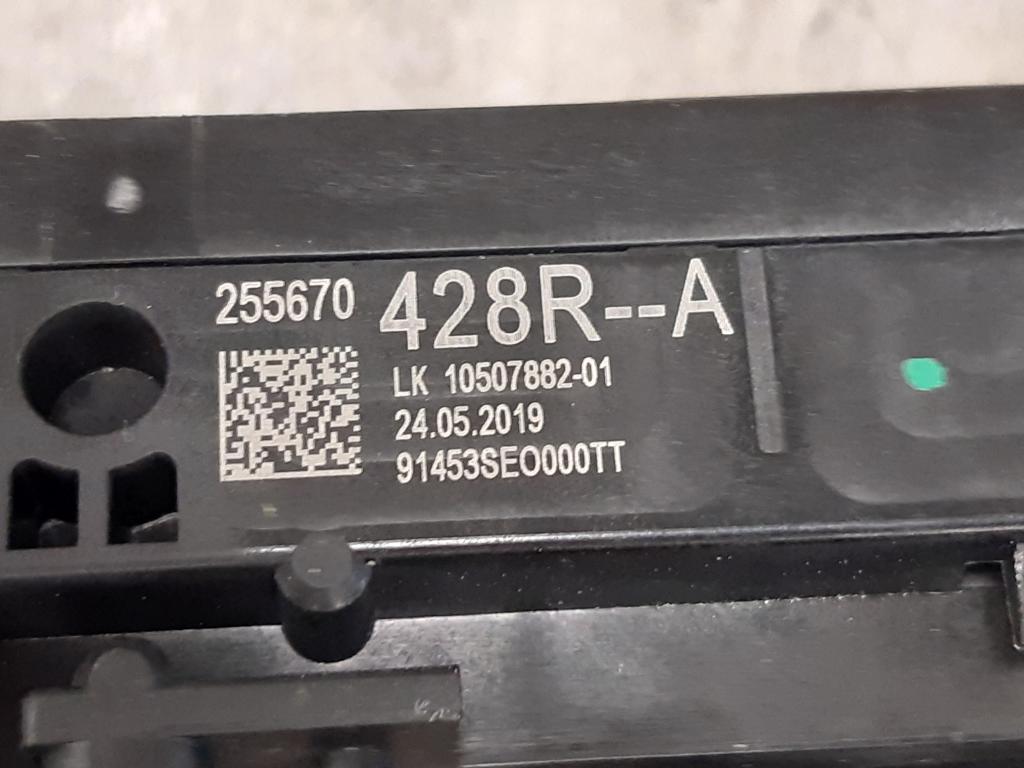 255670 428R--A
LK 10507882-01
24.05.2019
91453SEO000TT